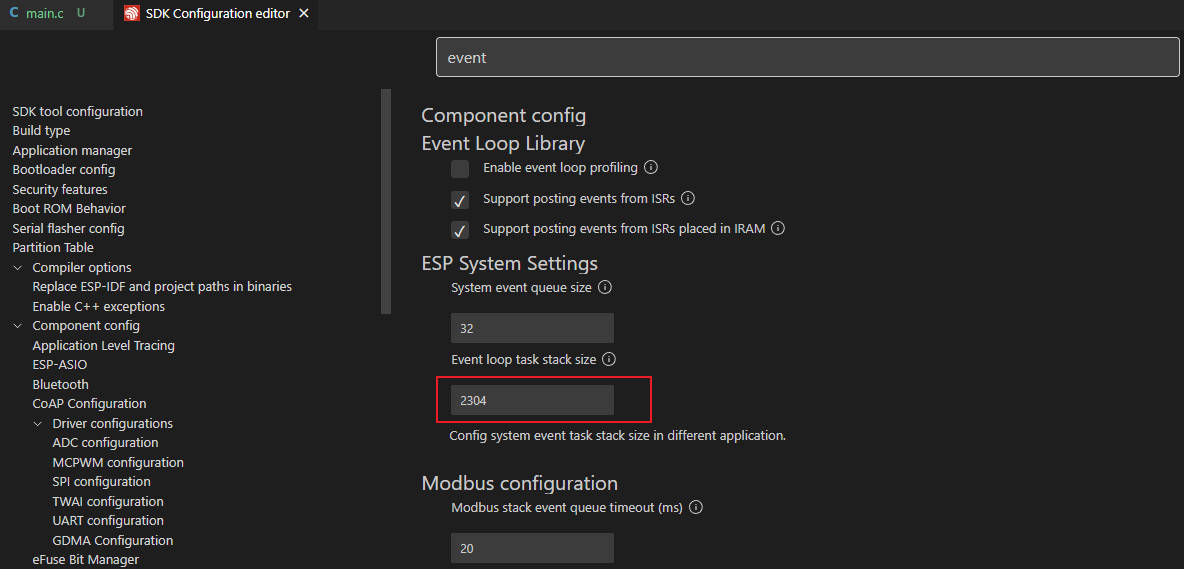 main.c U
SDK Configuration editor
event
SDK tool configuration
Build type
Application manager
Bootloader config
Security features
Boot ROM Behavior
Serial flasher config
Partition Table
Compiler options
Replace ESP-IDF and project paths in binaries
Enable C++ exceptions
Component config
Application Level Tracing
ESP-ASIO
Bluetooth
CoAP Configuration
Driver configurations
ADC configuration
MCPWM configuration
SPI configuration
TWAI configuration
UART configuration
GDMA Configuration
eFuse Bit Manager
Component config
Event Loop Library
Enable event loop profiling
Support posting events from ISRs
Support posting events from ISRs placed in IRAM
ESP System Settings
System event queue size
32
Event loop task stack size
2304
Config system event task stack size in different application.
Modbus configuration
Modbus stack event queue timeout (ms)
20